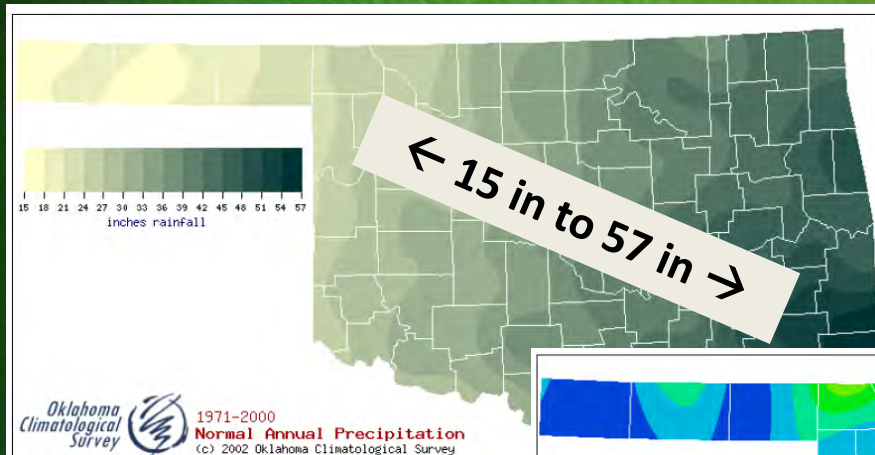 ← 15 in to 57 in →
15 18 21 24 27 30 33 36 39 42 45 48 51 54 57
inches rainfall
Oklahoma
Climatological
Survey
1971-2000
Normal Annual Precipitation
(c) 2002 Oklahoma Climatological Survey